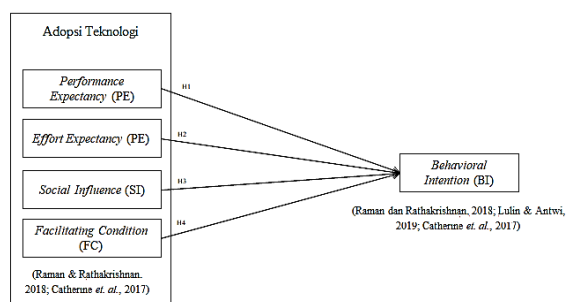 Adopsi Teknologi
Performance
Expectancy (PE)
H1
Effort Expectancy (PE)
H2
Social Influence (SI)
H3
Facilitating Condition
(FC)
H4
(Raman & Rathakrishnan.
2018; Catherine et. al., 2017)
Behavioral
Intention (BI)
(Raman dan Rathakrishnan, 2018; Lulin & Antwi,
2019; Catherine et. al., 2017)